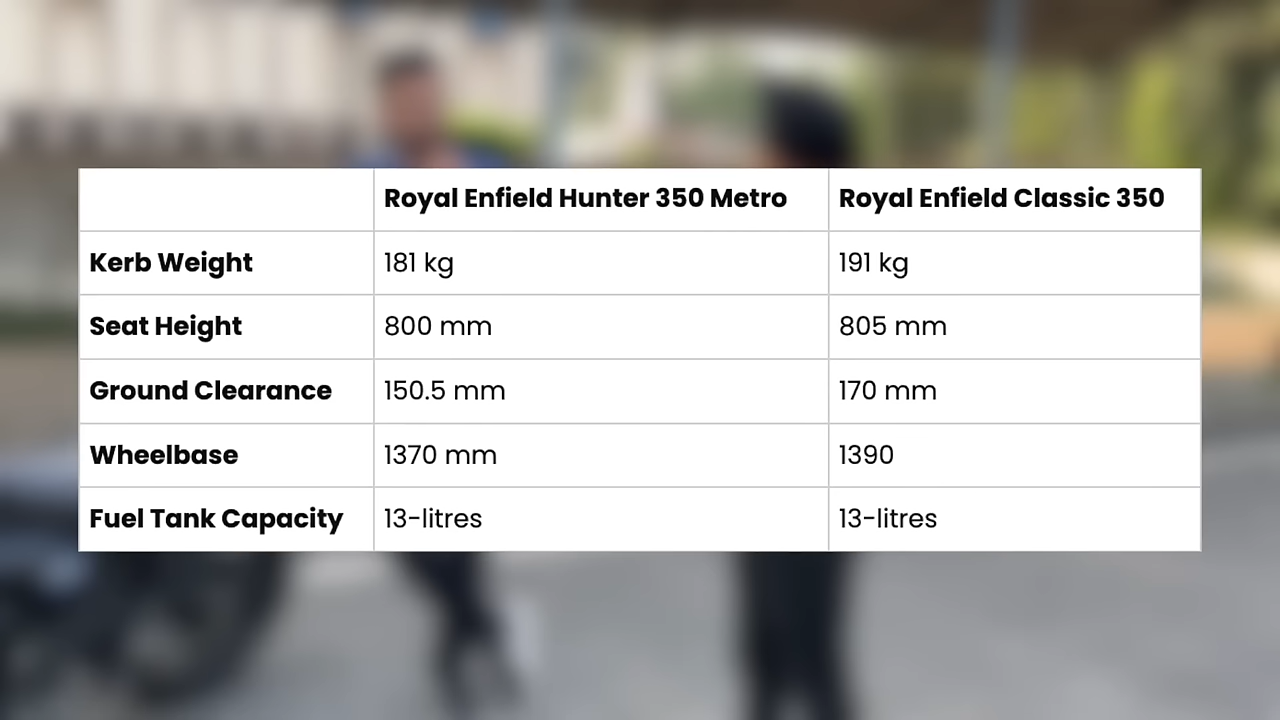 Royal Enfield Hunter 350 Metro Royal Enfield Classic 350
Kerb Weight 181 kg 191 kg
Seat Height 800 mm 805 mm
Ground Clearance 150.5 mm 170 mm
Wheelbase 1370 mm 1390
Fuel Tank Capacity 13-litres 13-litres